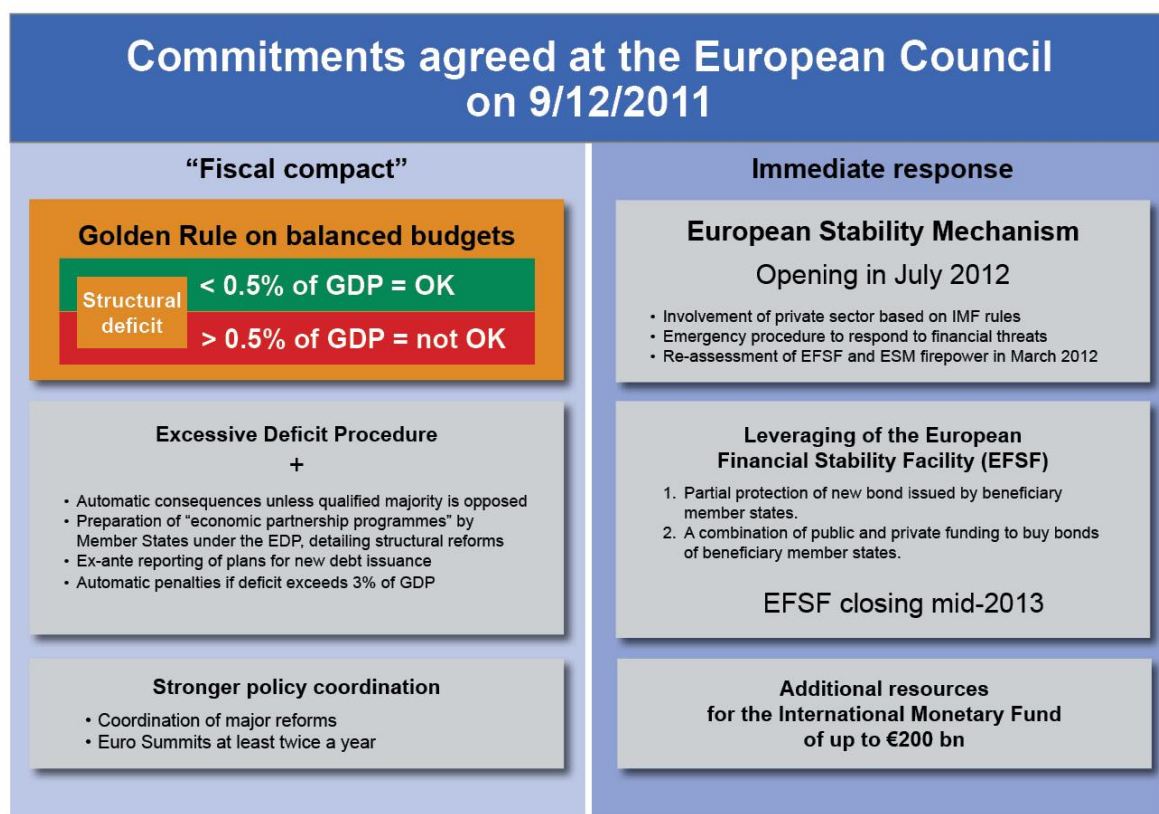 Commitments agreed at the European Council
on 9/12/2011
“Fiscal compact”
Golden Rule on balanced budgets
Structural
deficit
< 0.5% of GDP = OK
> 0.5% of GDP = not OK
Excessive Deficit Procedure
+
• Automatic consequences unless qualified majority is opposed
• Preparation of “economic partnership programmes” by
Member States under the EDP, detailing structural reforms
• Ex-ante reporting of plans for new debt issuance
• Automatic penalties if deficit exceeds 3% of GDP
Stronger policy coordination
• Coordination of major reforms
• Euro Summits at least twice a year
Immediate response
European Stability Mechanism
Opening in July 2012
• Involvement of private sector based on IMF rules
• Emergency procedure to respond to financial threats
• Re-assessment of EFSF and ESM firepower in March 2012
Leveraging of the European
Financial Stability Facility (EFSF)
1. Partial protection of new bond issued by beneficiary
member states.
2. A combination of public and private funding to buy bonds
of beneficiary member states.
EFSF closing mid-2013
Additional resources
for the International Monetary Fund
of up to €200 bn